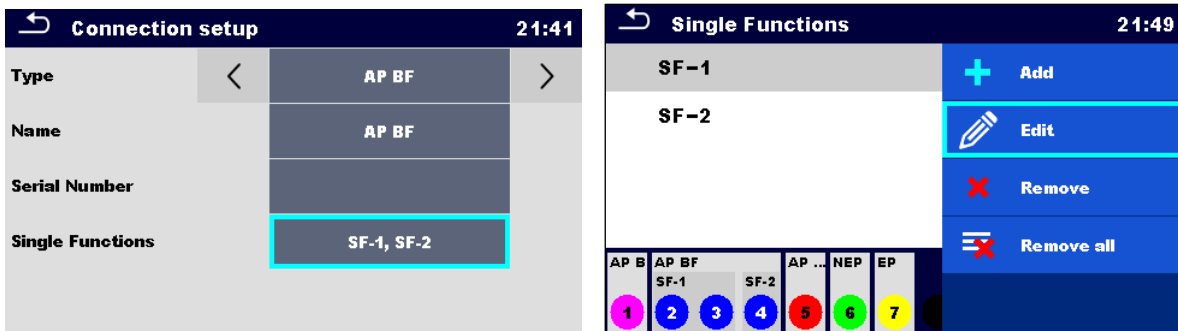 Connection setup 21:41
Type < AP BF >
Name AP BF
Serial Number
Single Functions SF-1, SF-2
Single Functions 21:49
SF-1
SF-2
Add
Edit
Remove
Remove all
AP B AP BF AP ... NEP EP
SF-1 SF-2
1 2 3 4 5 6 7